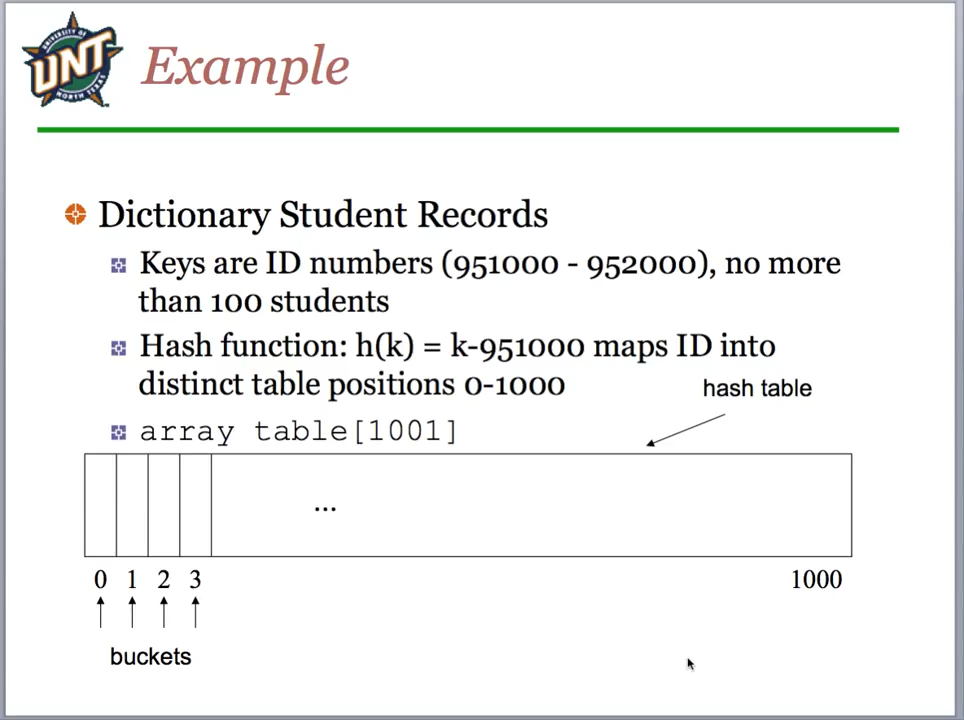 UNIVERSITY OF
UNT
NORTH TEXAS
Example
Dictionary Student Records
Keys are ID numbers (951000 - 952000), no more
than 100 students
Hash function: h(k) = k-951000 maps ID into
distinct table positions 0-1000
hash table
array table[1001]
...
0 1 2 3 1000
buckets